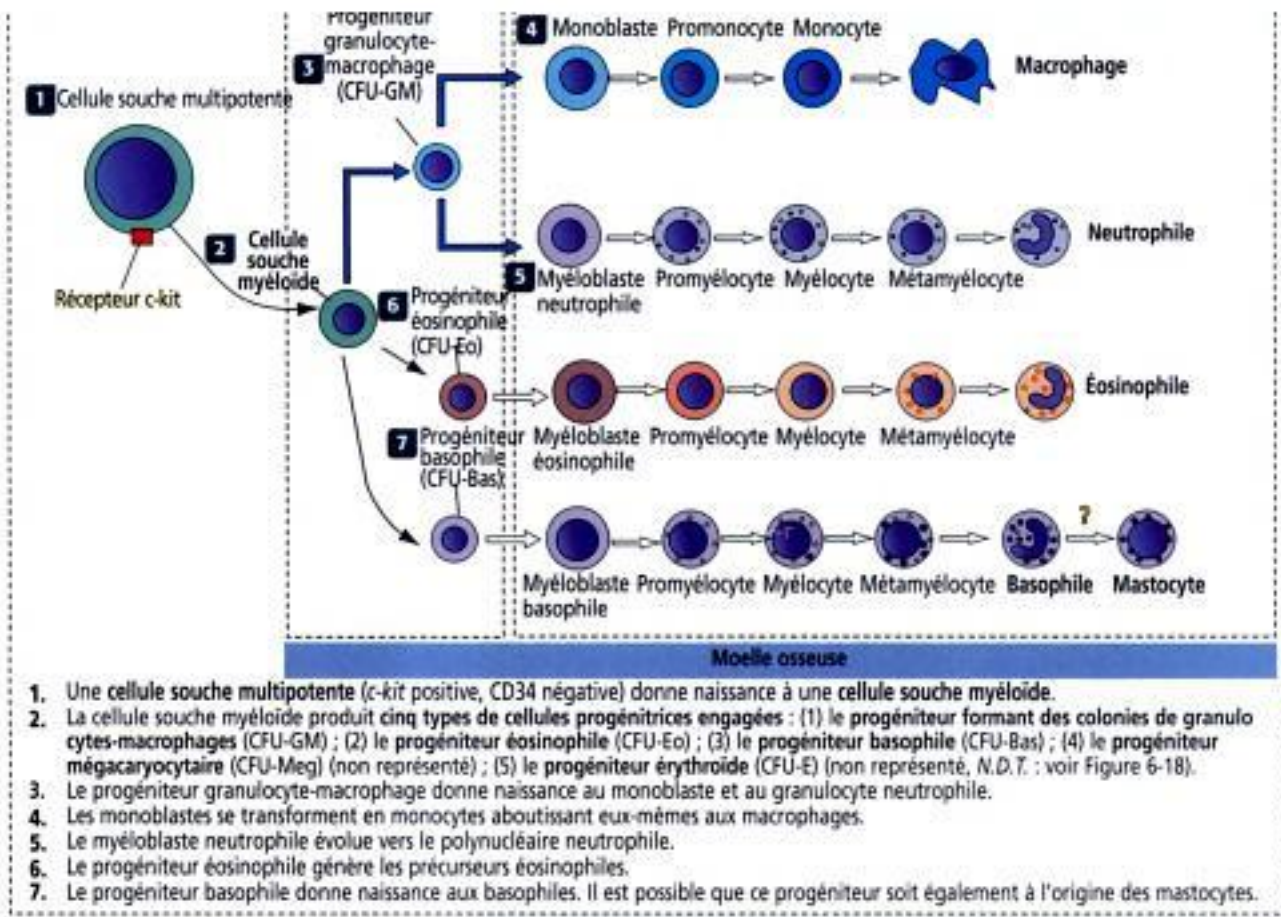 Progéniteur
granulocyte-
3 macrophage
(CFU-GM)
4 Monoblaste Promonocyte Monocyte
Macrophage
1 Cellule souche multipotente
Récepteur c-kit
2 Cellule
souche
myéloïde
Neutrophile
5 Myéloblaste Promyélocyte Myélocyte Métamyélocyte
neutrophile
6 Progéniteur
éosinophile
(CFU-Eo)
Éosinophile
Myéloblaste Promyélocyte Myélocyte Métamyélocyte
éosinophile
7 Progéniteur
basophile
(CFU-Bas)
?
Myéloblaste Promyélocyte Myélocyte Métamyélocyte Basophile Mastocyte
basophile
Moelle osseuse
1. Une cellule souche multipotente (c-kit positive, CD34 négative) donne naissance à une cellule souche myéloïde.
2. La cellule souche myéloïde produit cinq types de cellules progénitrices engagées : (1) le progéniteur formant des colonies de granulo
cytes-macrophages (CFU-GM) ; (2) le progéniteur éosinophile (CFU-Eo) ; (3) le progéniteur basophile (CFU-Bas) ; (4) le progéniteur
mégacaryocytaire (CFU-Meg) (non représenté) ; (5) le progéniteur érythroïde (CFU-E) (non représenté, N.D.T. : voir Figure 6-18).
3. Le progéniteur granulocyte-macrophage donne naissance au monoblaste et au granulocyte neutrophile.
4. Les monoblastes se transforment en monocytes aboutissant eux-mêmes aux macrophages.
5. Le myéloblaste neutrophile évolue vers le polynucléaire neutrophile.
6. Le progéniteur éosinophile génère les précurseurs éosinophiles.
7. Le progéniteur basophile donne naissance aux basophiles. Il est possible que ce progéniteur soit également à l'origine des mastocytes.